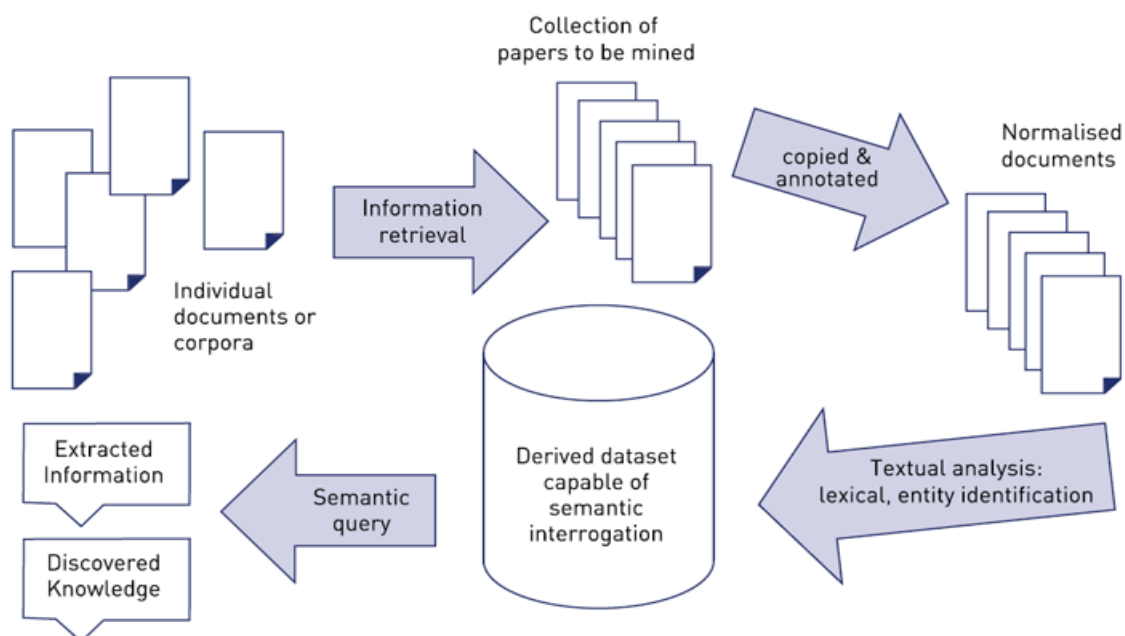 Collection of
papers to be mined
copied &
annotated
Normalised
documents
Information
retrieval
Individual
documents or
corpora
Textual analysis:
lexical, entity identification
Derived dataset
capable of
semantic
interrogation
Semantic
query
Extracted
Information
Discovered
Knowledge